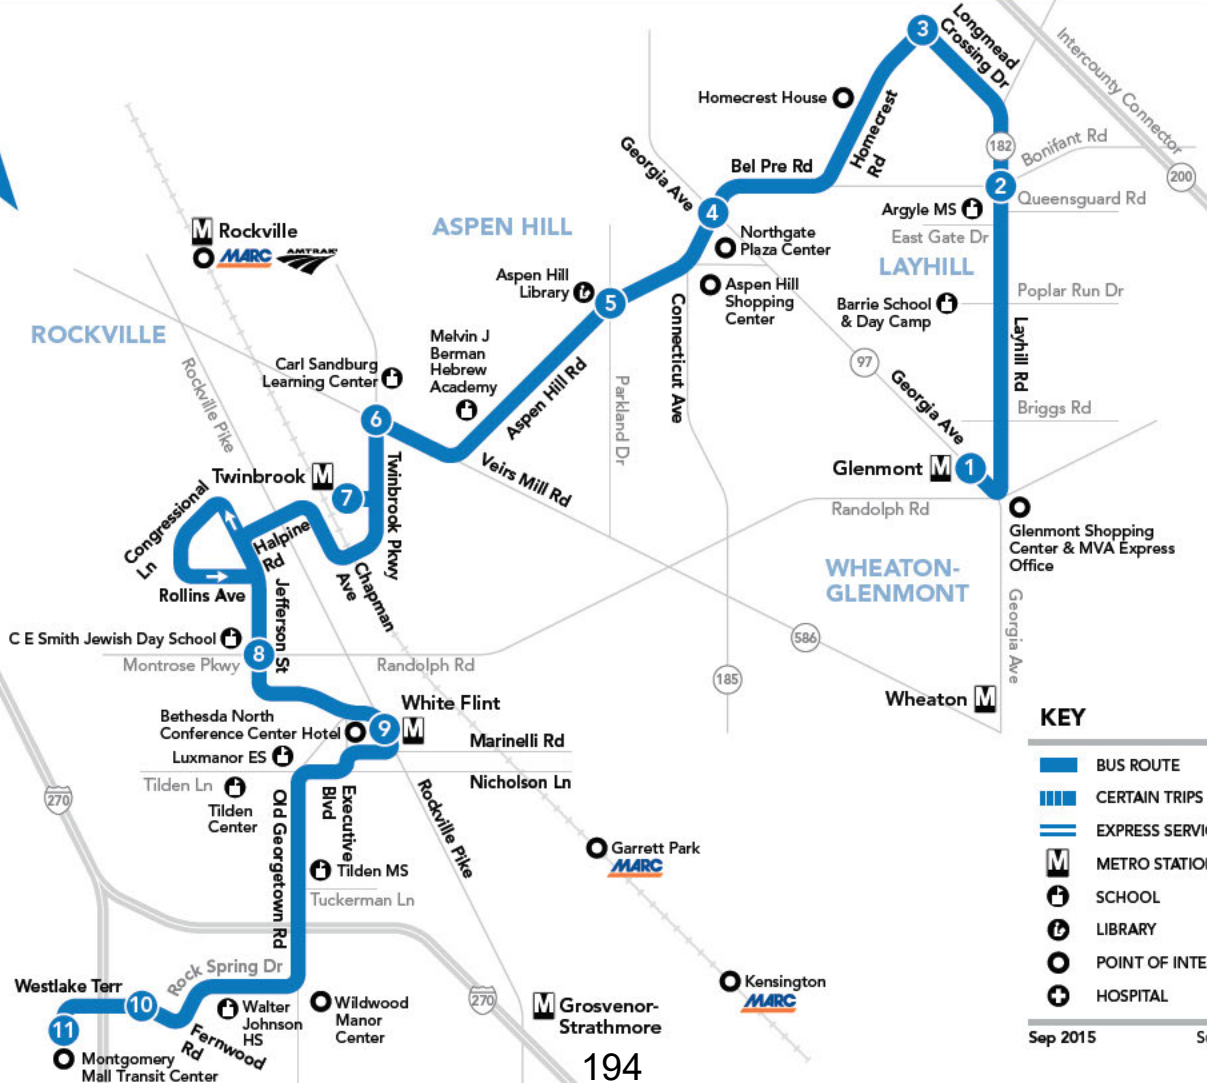 3
Longmead
Crossing Dr
Intercounty Connector
200
Homecrest House
Homecrest
Rd
182
Bonifant Rd
Georgia Ave
Bel Pre Rd
2
Queensguard Rd
4
Argyle MS
East Gate Dr
LAYHILL
Northgate
Plaza Center
ASPEN HILL
M Rockville
MARC
AMTRAK
Aspen Hill
Library
5
Aspen Hill
Shopping
Center
Barrie School
& Day Camp
Poplar Run Dr
Layhill Rd
ROCKVILLE
Rockville Pike
Melvin J
Berman
Hebrew
Academy
Carl Sandburg
Learning Center
Aspen Hill Rd
Parkland Dr
Connecticut Ave
97
Georgia Ave
Briggs Rd
6
Twinbrook M
7
Twinbrook Pkwy
Veirs Mill Rd
Glenmont M
1
Randolph Rd
Glenmont Shopping
Center & MVA Express
Office
Congressional
Ln
Halpine
Rd
Chapman
Ave
Rollins Ave
Jefferson St
WHEATON-
GLENMONT
Georgia Ave
C E Smith Jewish Day School
8
Montrose Pkwy
Randolph Rd
586
185
Wheaton M
White Flint
9
M
Bethesda North
Conference Center Hotel
Luxmanor ES
Marinelli Rd
Tilden Ln
Nicholson Ln
Tilden
Center
270
Old Georgetown Rd
Executive
Blvd
Rockville Pike
Tilden MS
Tuckerman Ln
Garrett Park
MARC
Rock Spring Dr
Westlake Terr
10
11
Fernwood
Rd
Walter
Johnson
HS
Wildwood
Manor
Center
270
M
Grosvenor-
Strathmore
Kensington
MARC
Montgomery
Mall Transit Center
194
KEY
BUS ROUTE
CERTAIN TRIPS
EXPRESS SERVI
M METRO STATION
SCHOOL
LIBRARY
POINT OF INTE
HOSPITAL
Sep 2015